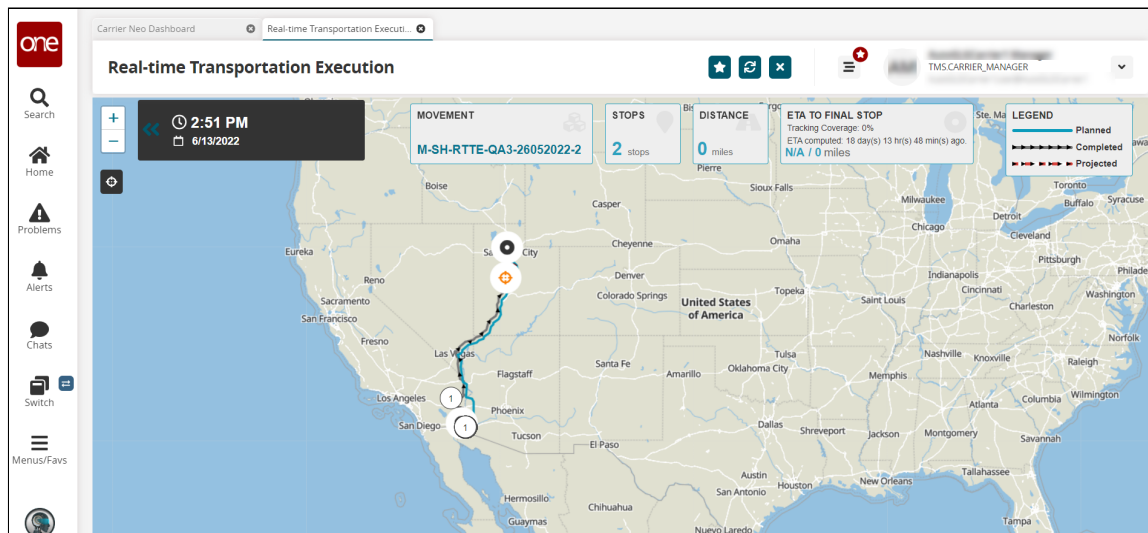 one
Search
Home
Problems
Alerts
Chats
Switch
Menus/Favs
Carrier Neo Dashboard
Real-time Transportation Executi...
Real-time Transportation Execution
TMS.CARRIER_MANAGER
+
−
2:51 PM
6/13/2022
MOVEMENT
M-SH-RTTE-QA3-26052022-2
STOPS
2 stops
DISTANCE
0 miles
ETA TO FINAL STOP
Tracking Coverage: 0%
ETA computed: 18 day(s) 13 hr(s) 48 min(s) ago.
N/A / 0 miles
LEGEND
Planned
Completed
Projected
Pierre
Toronto
Boise
Sioux Falls
Milwaukee
Buffalo
Syracuse
Casper
Detroit
Chicago
Cleveland
Eureka
City
Cheyenne
Omaha
Pittsburgh
Reno
Denver
Indianapolis
Philade
Sacramento
Colorado Springs
United States
of America
Topeka
Saint Louis
Cincinnati
Washington
San Francisco
Charleston
Norfolk
Fresno
Las Vegas
Tulsa
Nashville
Knoxville
Raleigh
Flagstaff
Santa Fe
Amarillo
Oklahoma City
Memphis
Los Angeles
1
Phoenix
Atlanta
Columbia
Wilmington
San Diego
1
Tucson
El Paso
Dallas
Shreveport
Jackson
Montgomery
Savannah
Austin
Tallahassee
Hermosillo
Chihuahua
San Antonio
Houston
New Orleans
Guaymas
Nuevo Laredo
Tampa